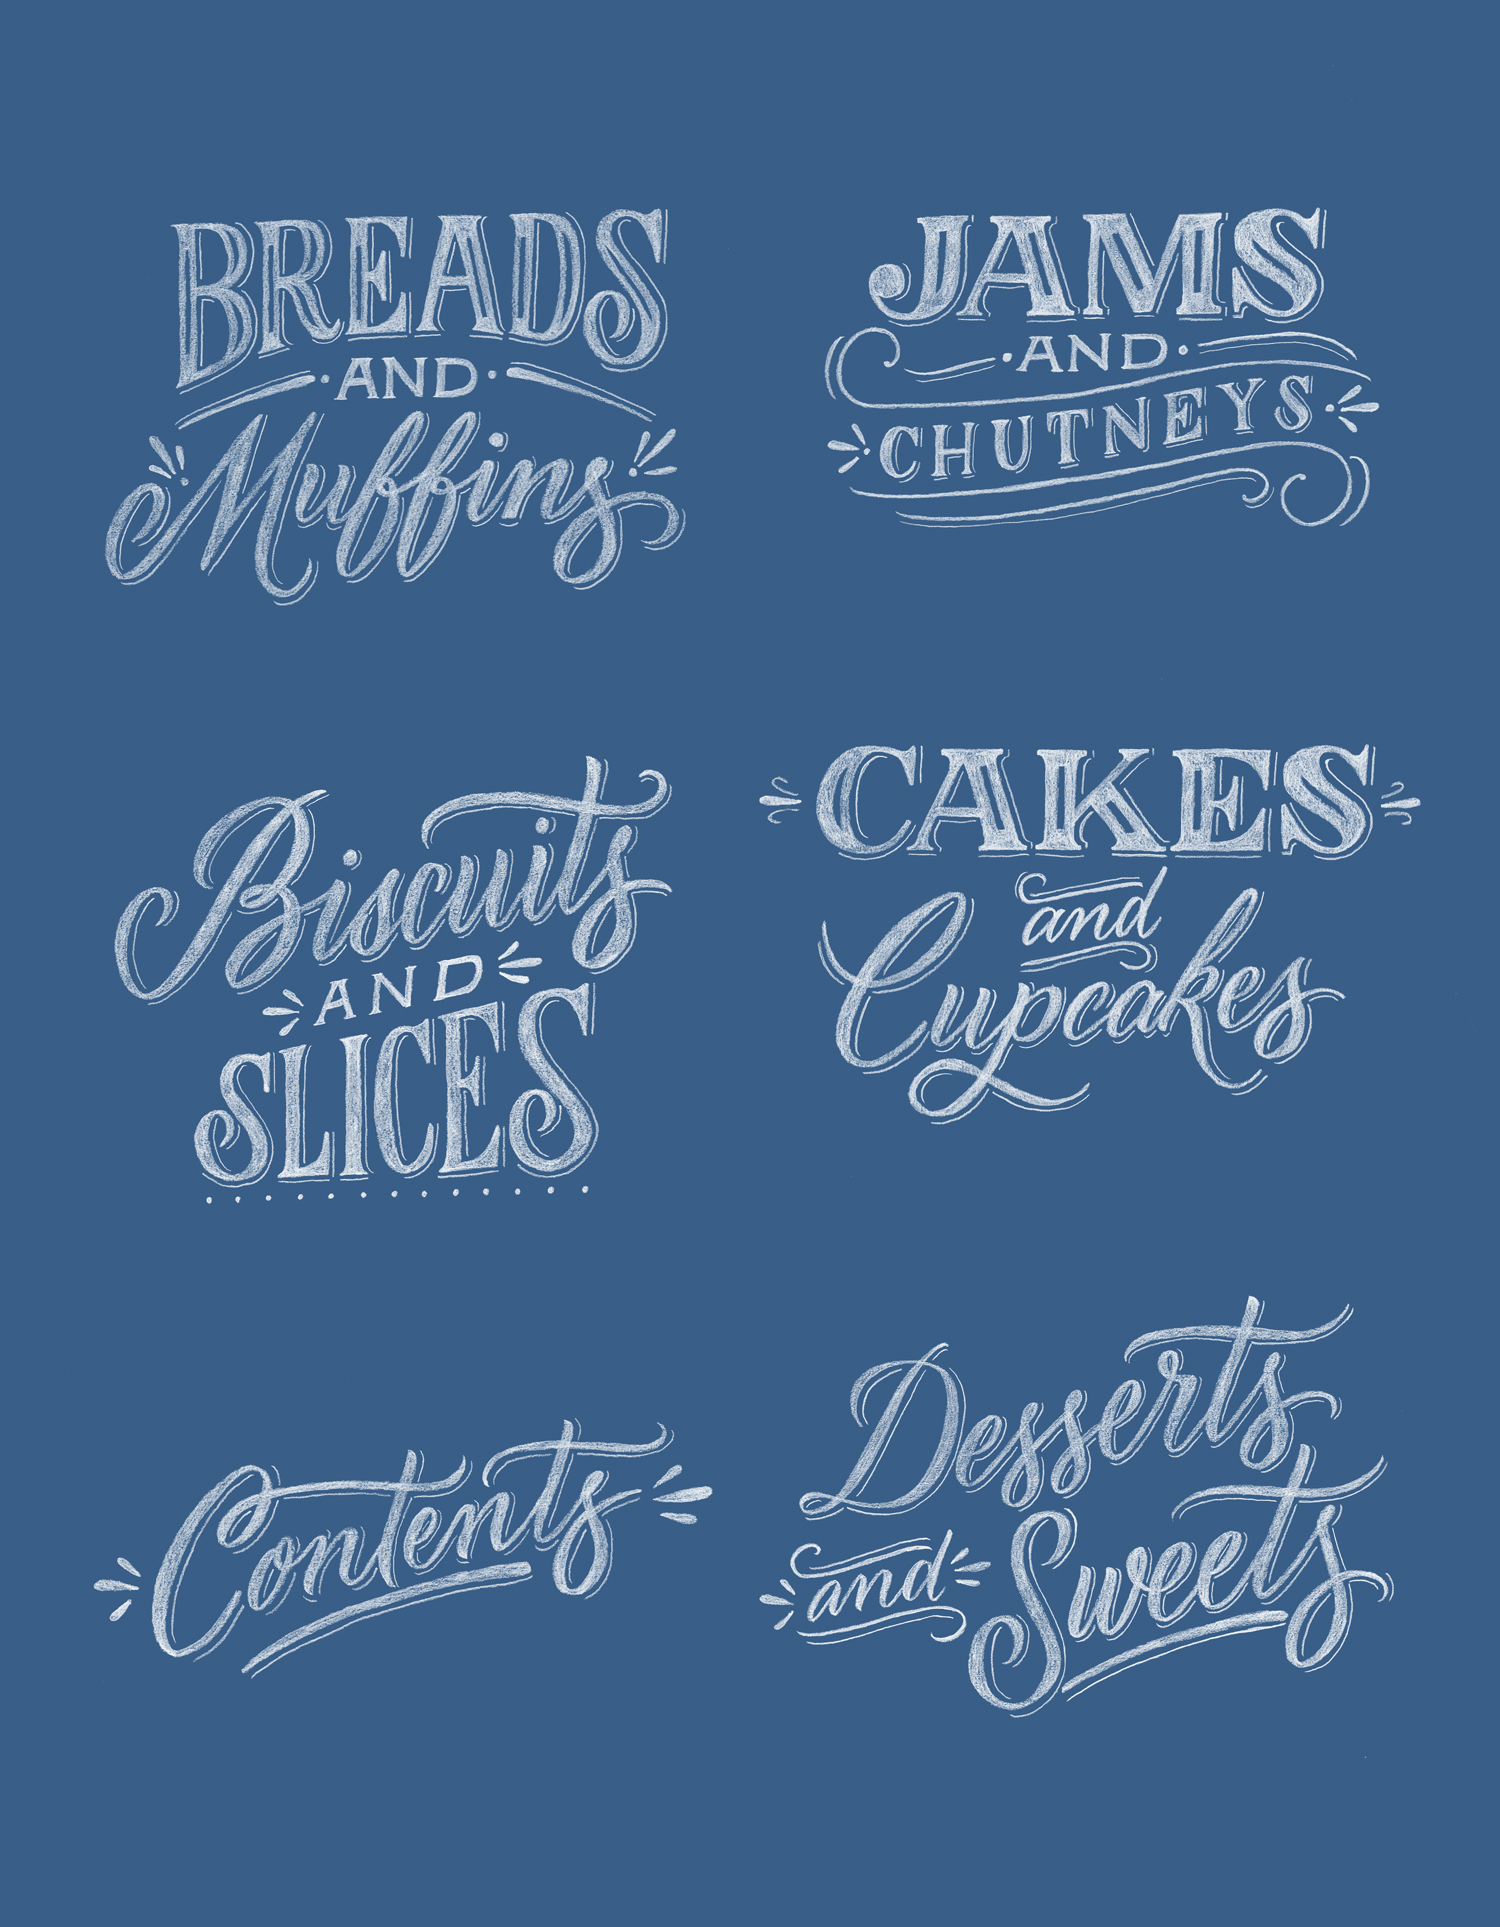 BREADS
AND
Muffins
JAMS
AND
CHUTNEYS
Biscuits
AND
SLICES
CAKES
and
Cupcakes
Contents
Desserts
and Sweets